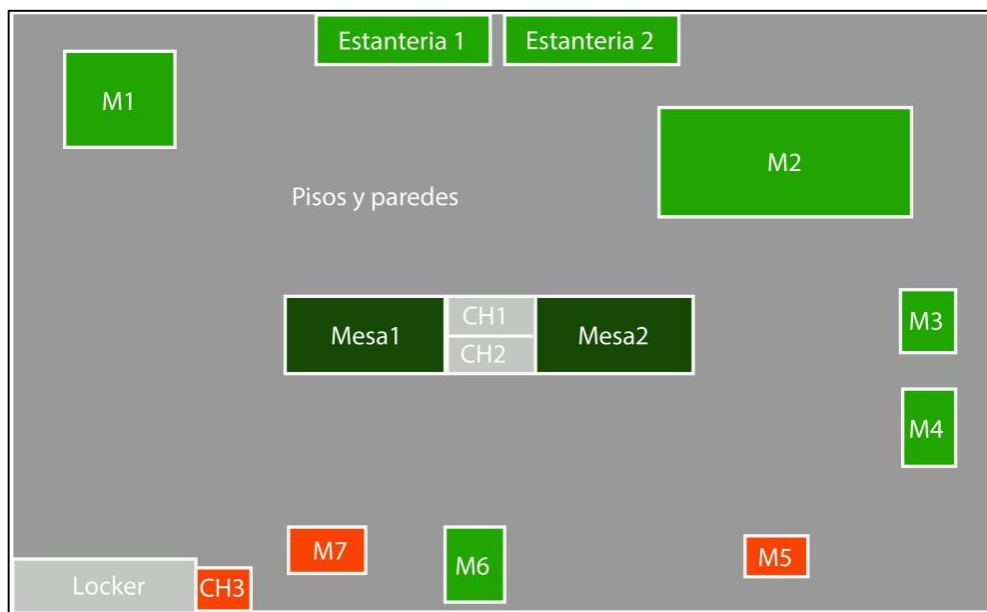 Estanteria 1
Estanteria 2
M1
M2
Pisos y paredes
Mesa1
CH1
CH2
Mesa2
M3
M4
M7
M6
M5
Locker
CH3